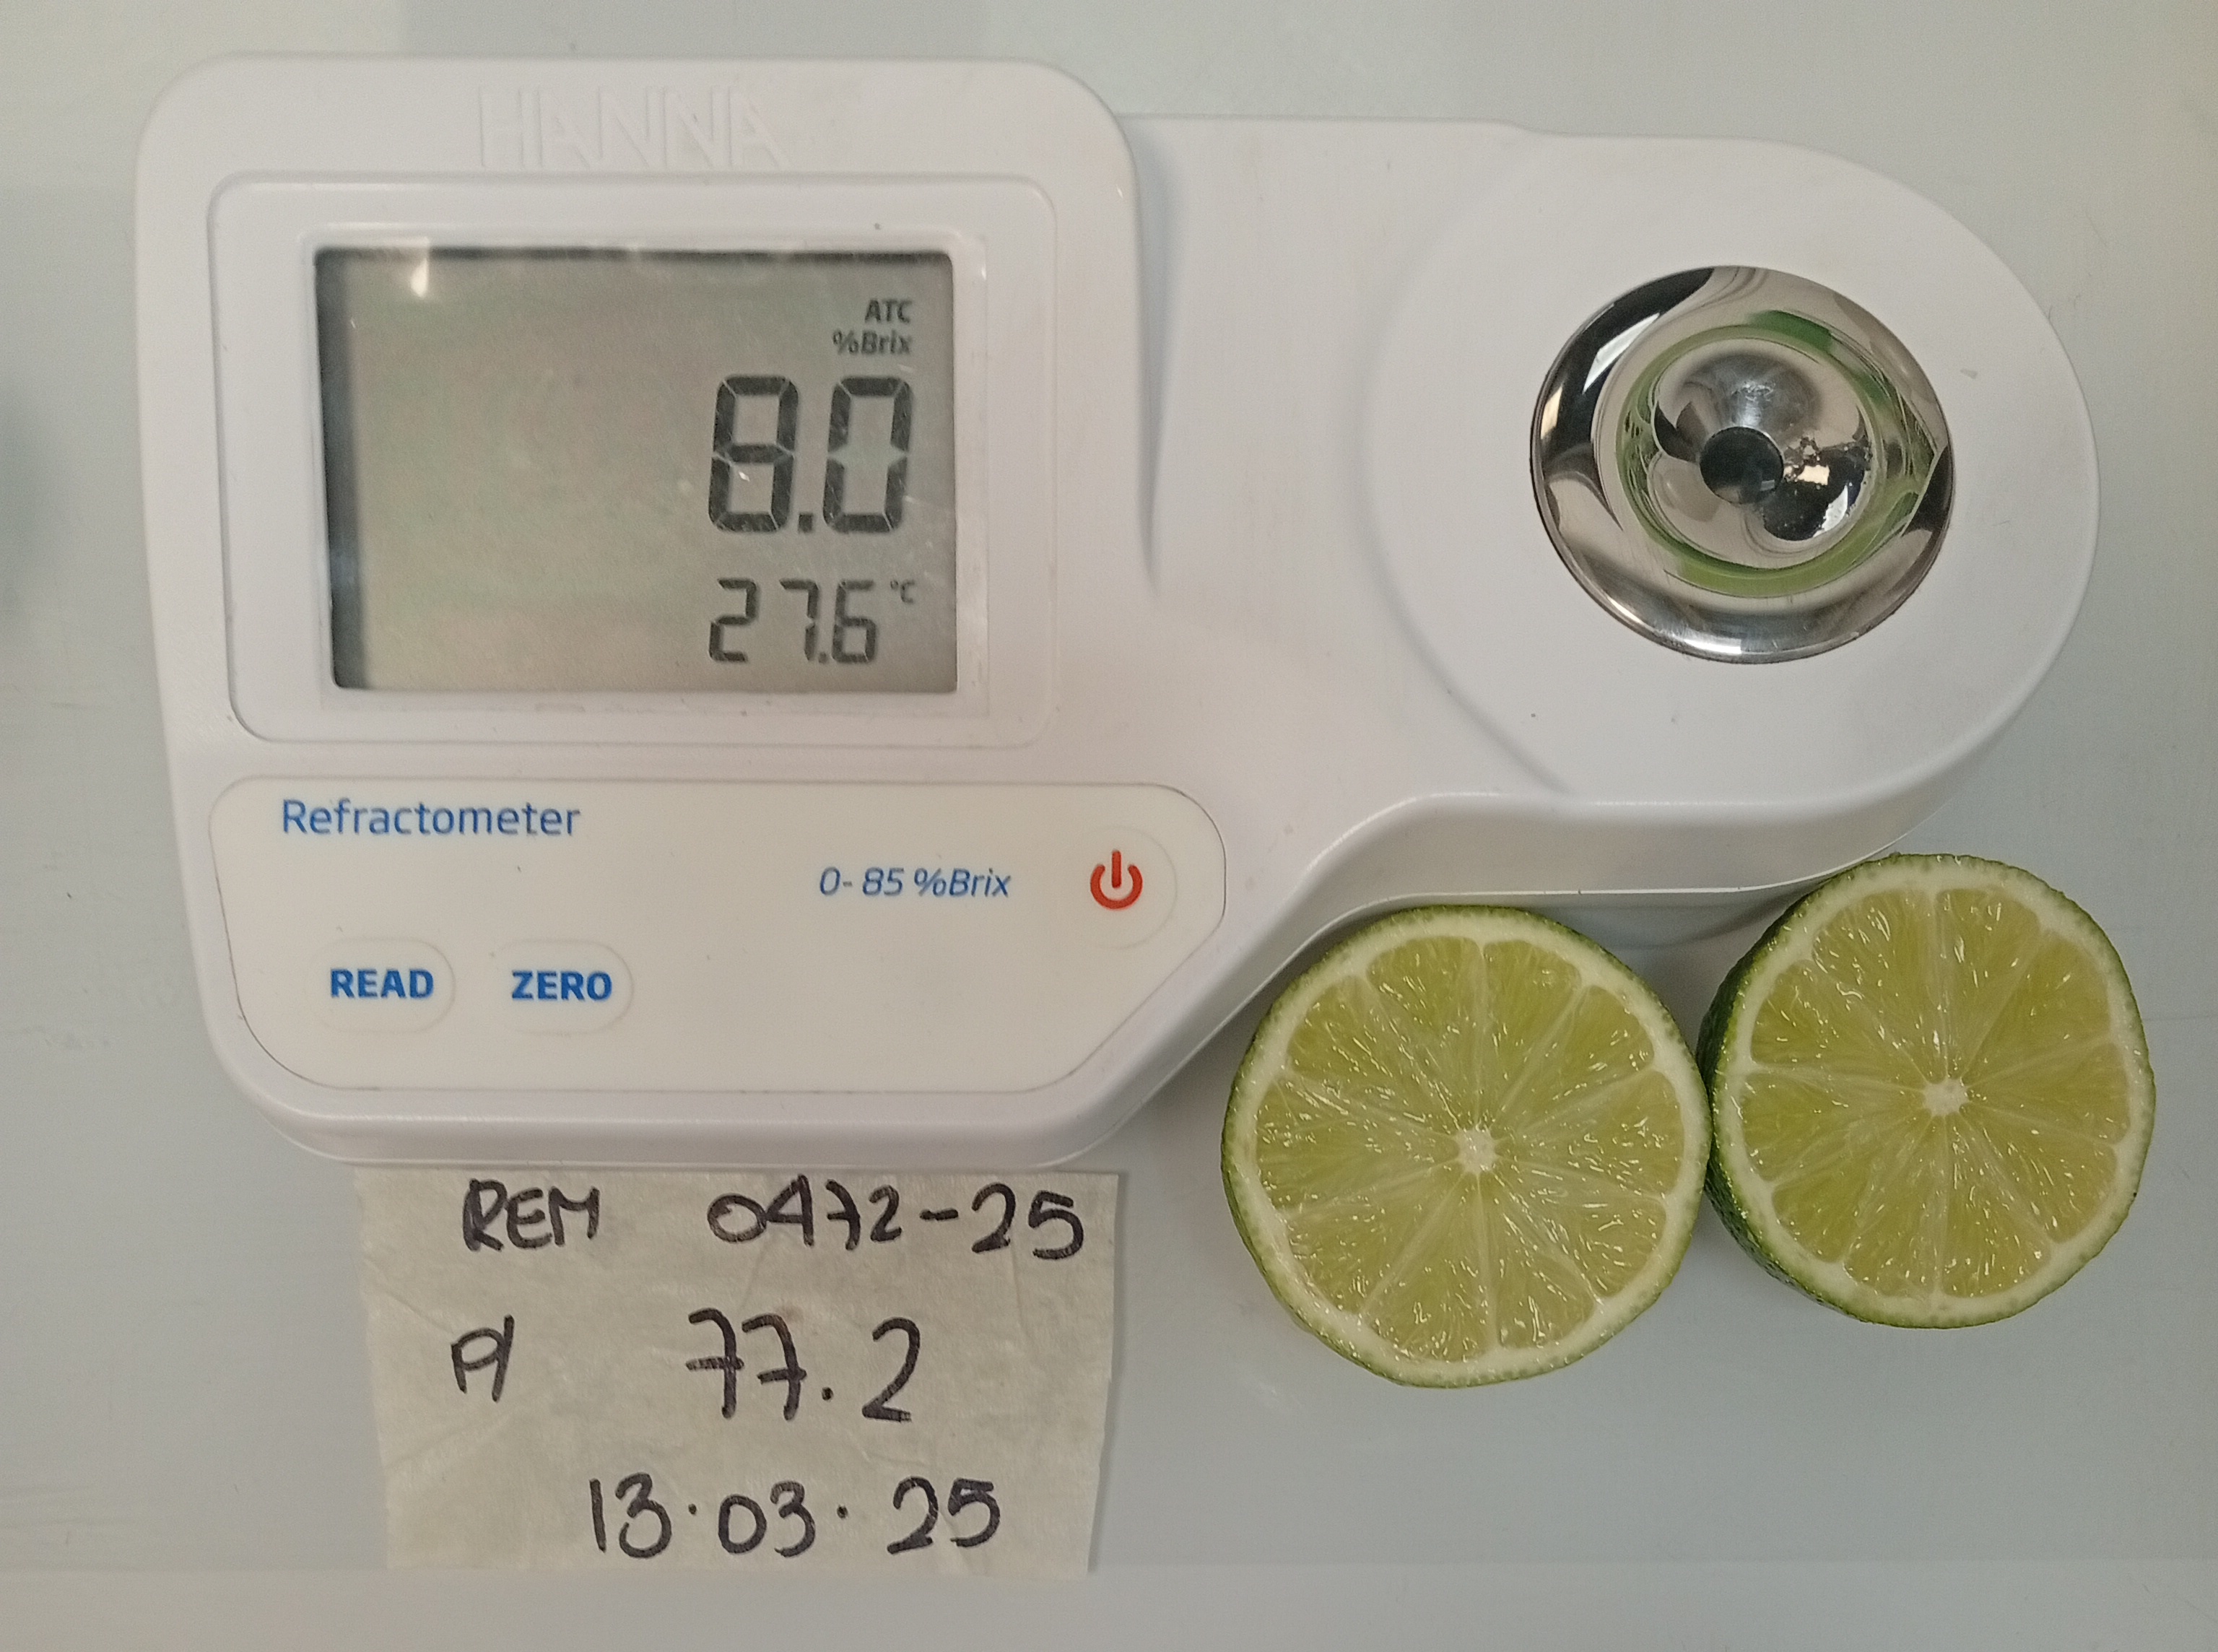 HANNA
ATC
%Brix
8.0
27.6 °C
Refractometer
0-85 %Brix
READ ZERO
REM 0472-25
P/ 77.2
13.03.25